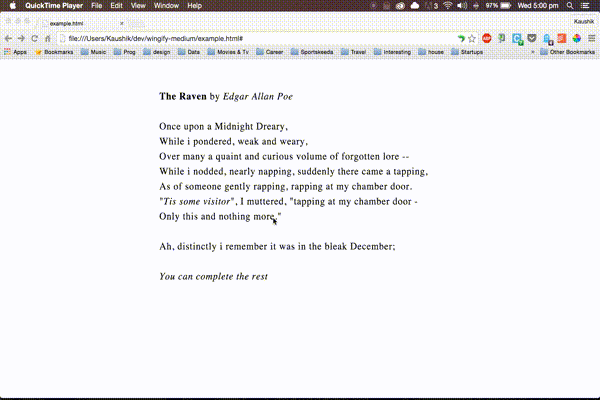 QuickTime Player File Edit View Window Help 3 97% Wed 5:00 pm
example.html Kaushik
file:///Users/Kaushik/dev/wingify-medium/example.html#
Apps Bookmarks Music Prog design Data Movies & Tv Career Sportskeeda Travel interesting house Startups » Other Bookmarks
The Raven by Edgar Allan Poe
Once upon a Midnight Dreary,
While i pondered, weak and weary,
Over many a quaint and curious volume of forgotten lore --
While i nodded, nearly napping, suddenly there came a tapping,
As of someone gently rapping, rapping at my chamber door.
"Tis some visitor", I muttered, "tapping at my chamber door -
Only this and nothing more."
Ah, distinctly i remember it was in the bleak December;
You can complete the rest